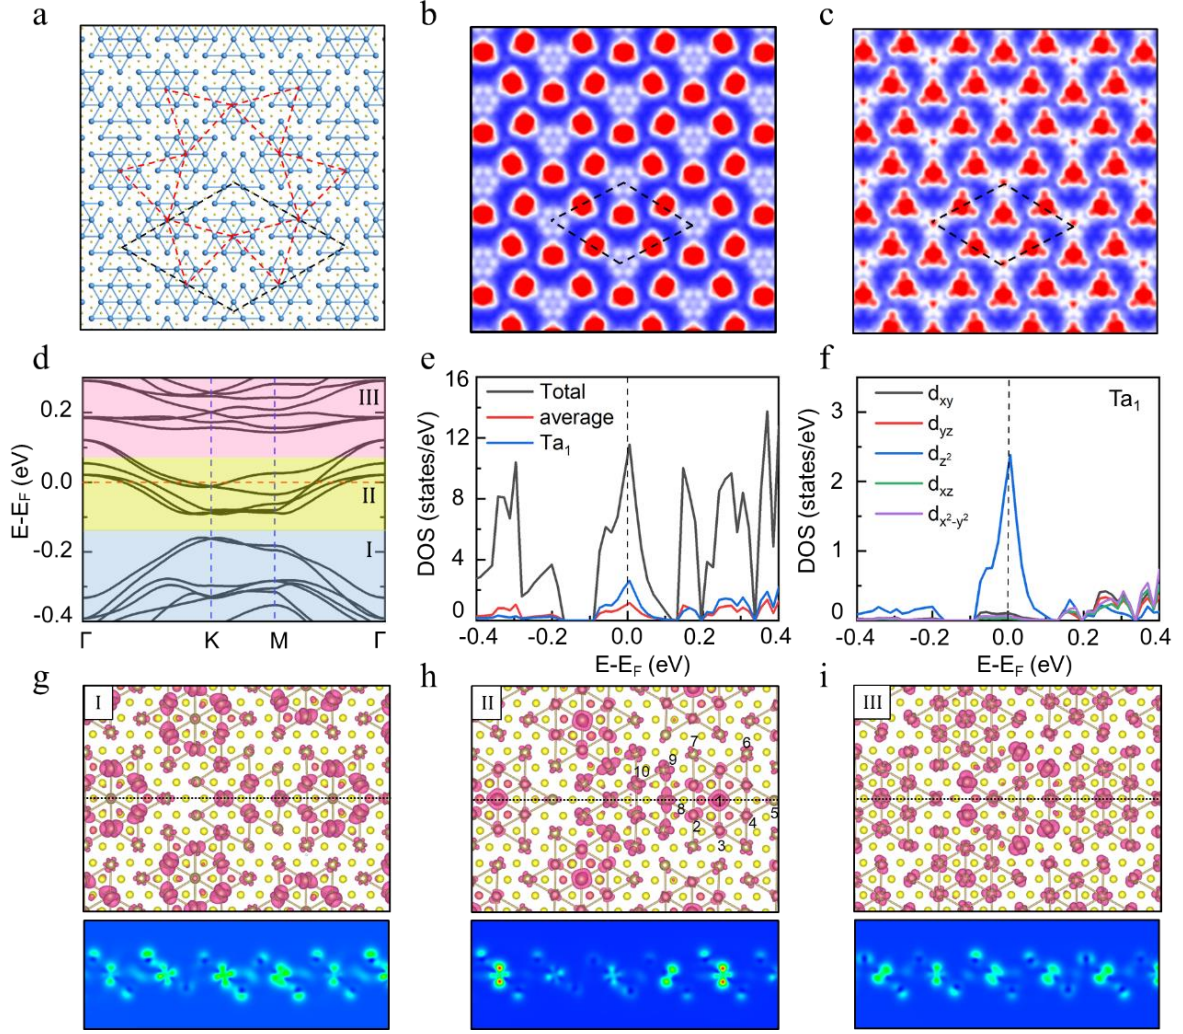 a
b
c
d
III
II
I
0.2
0.0
-0.2
-0.4
E-E_F (eV)
Γ
K
M
Γ
e
Total
average
Ta₁
16
12
8
4
0
DOS (states/eV)
-0.4
-0.2
0.0
0.2
0.4
E-E_F (eV)
f
d_xy
d_yz
d_z²
d_xz
d_x²-y²
Ta₁
3
2
1
0
DOS (states/eV)
-0.4
-0.2
0.0
0.2
0.4
E-E_F (eV)
g
I
h
II
7
6
9
10
1
8
5
2
4
3
i
III